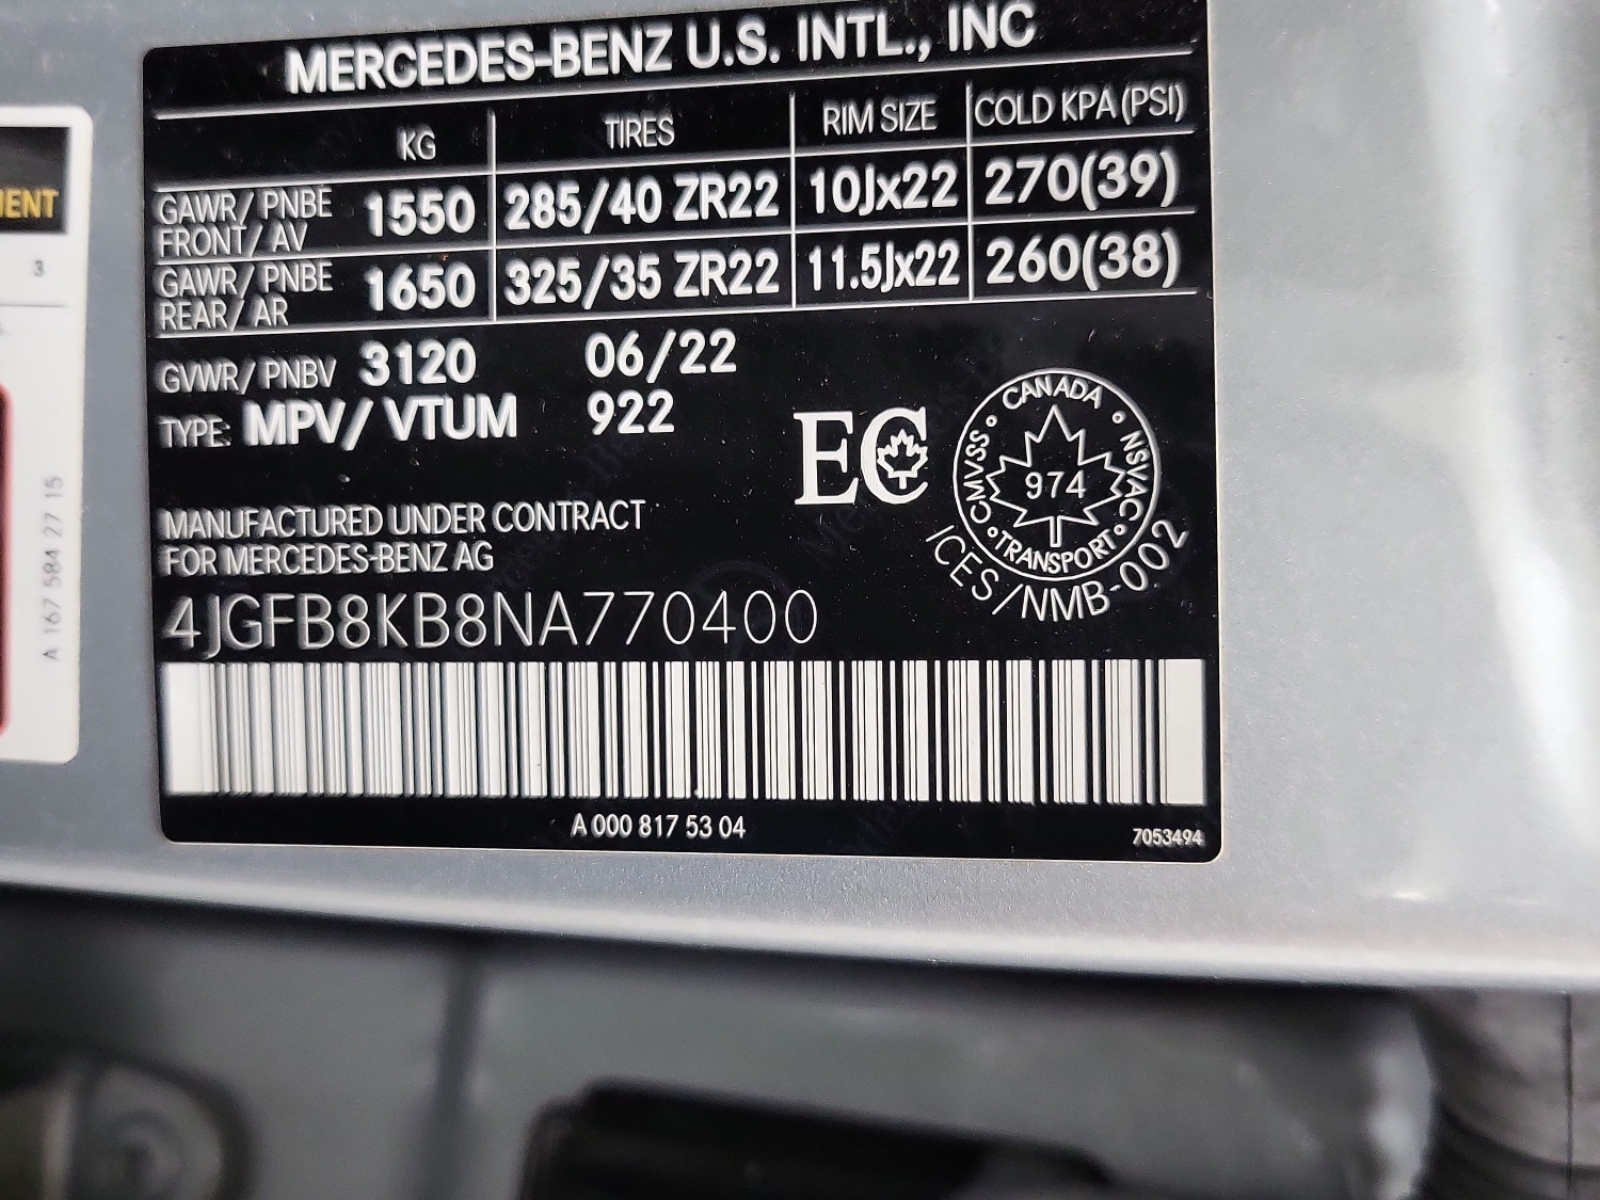 MERCEDES-BENZ U.S. INTL., INC
KG TIRES RIM SIZE COLD KPA (PSI)
GAWR/ PNBE FRONT/ AV 1550 285/40 ZR22 10Jx22 270(39)
GAWR/ PNBE REAR/ AR 1650 325/35 ZR22 11.5Jx22 260(38)
GVWR/ PNBV 3120 06/22
TYPE: MPV/ VTUM 922
EC
CANADA
CMVSS 974 NSVAC
TRANSPORT
ICES/NMB-002
MANUFACTURED UNDER CONTRACT
FOR MERCEDES-BENZ AG
4JGFB8KB8NA770400
A 000 817 53 04
7053494
3
A 167 584 27 15